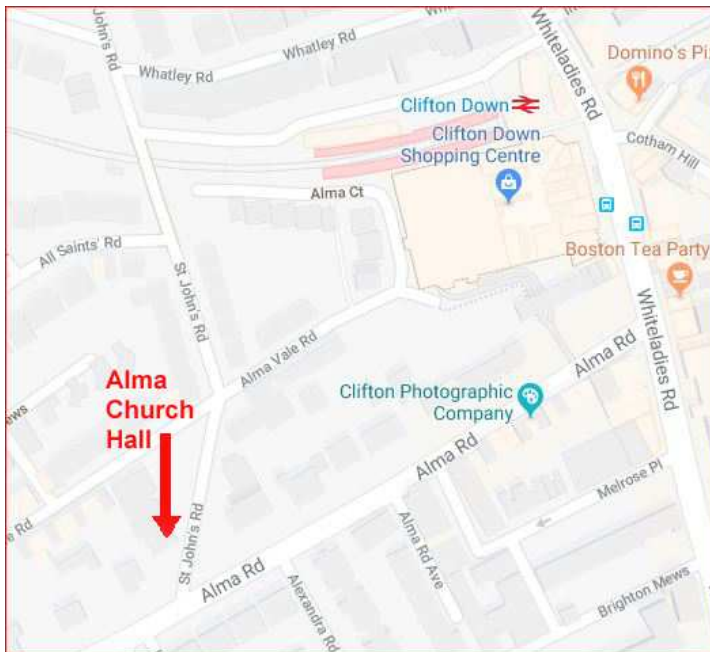 John's Rd
Whatley Rd
Whatley Rd
Whiteladies Rd
Domino's
Clifton Down
Clifton Down
Shopping Centre
Cotham Hill
Alma Ct
All Saints' Rd
St John's Rd
Boston Tea Party
Whiteladies Rd
Alma Vale Rd
Alma Rd
Alma
Church
Hall
Clifton Photographic
Company
Alma Rd
Melrose Pl
Rd
St John's Rd
Alma Rd Ave
Alma Rd
Alexandra Rd
Brighton Mews